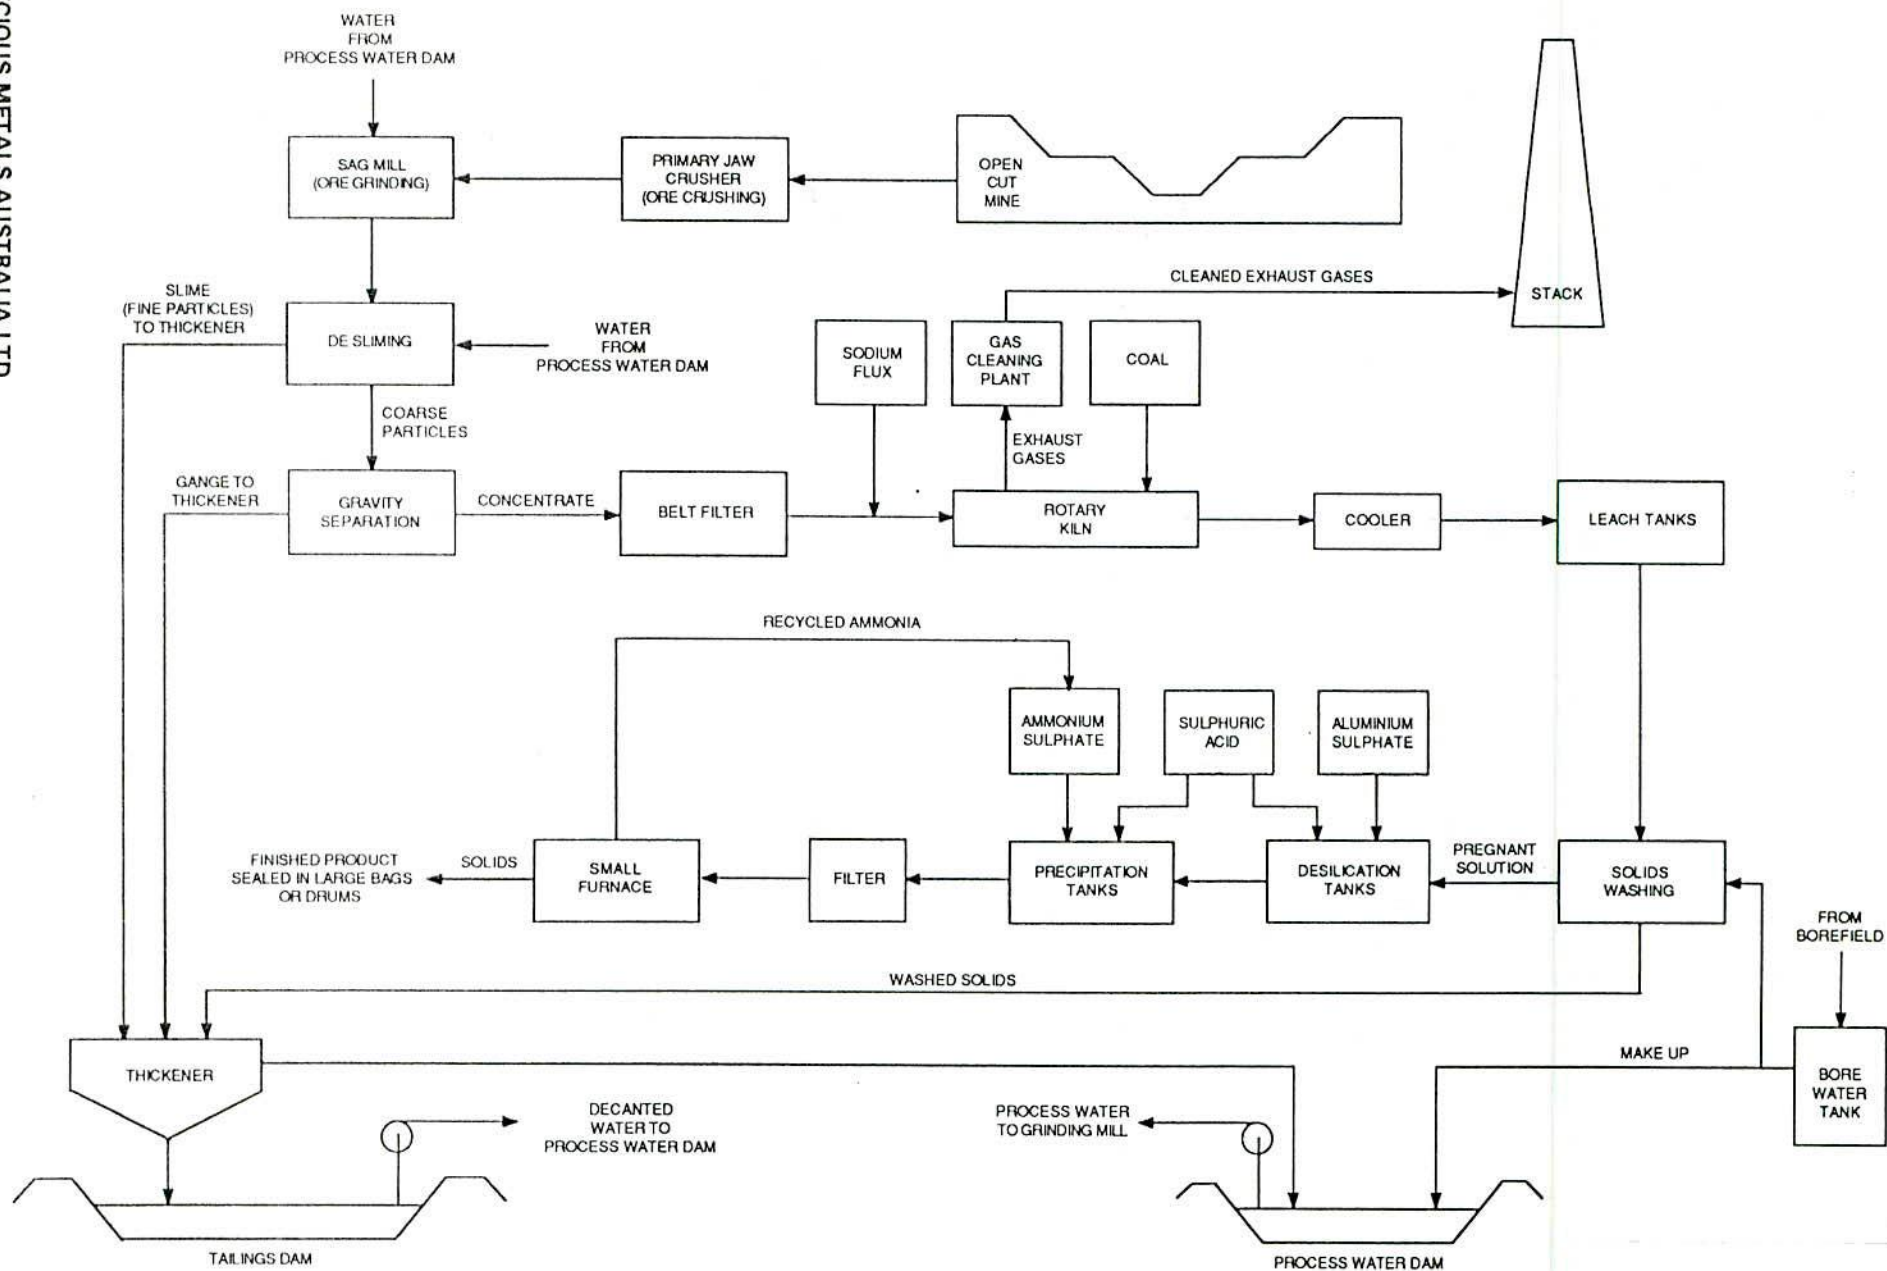 CIOUS METALS AUSTRALIA LTD
WATER
FROM
PROCESS WATER DAM
SAG MILL
(ORE GRINDING)
PRIMARY JAW
CRUSHER
(ORE CRUSHING)
OPEN
CUT
MINE
STACK
CLEANED EXHAUST GASES
SLIME
(FINE PARTICLES)
TO THICKENER
DE SLIMING
WATER
FROM
PROCESS WATER DAM
SODIUM
FLUX
GAS
CLEANING
PLANT
COAL
COARSE
PARTICLES
EXHAUST
GASES
GANGE TO
THICKENER
GRAVITY
SEPARATION
CONCENTRATE
BELT FILTER
ROTARY
KILN
COOLER
LEACH TANKS
RECYCLED AMMONIA
AMMONIUM
SULPHATE
SULPHURIC
ACID
ALUMINIUM
SULPHATE
FINISHED PRODUCT
SEALED IN LARGE BAGS
OR DRUMS
SOLIDS
SMALL
FURNACE
FILTER
PRECIPITATION
TANKS
DESILICATION
TANKS
PREGNANT
SOLUTION
SOLIDS
WASHING
FROM
BOREFIELD
WASHED SOLIDS
THICKENER
MAKE UP
BORE
WATER
TANK
DECANTED
WATER TO
PROCESS WATER DAM
PROCESS WATER
TO GRINDING MILL
TAILINGS DAM
PROCESS WATER DAM